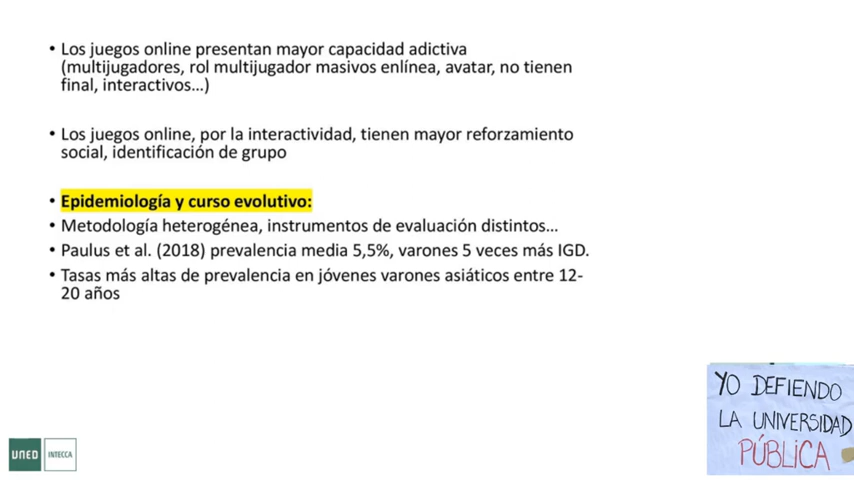 • Los juegos online presentan mayor capacidad adictiva
(multijugadores, rol multijugador masivos enlínea, avatar, no tienen
final, interactivos...)
• Los juegos online, por la interactividad, tienen mayor reforzamiento
social, identificación de grupo
• Epidemiología y curso evolutivo:
• Metodología heterogénea, instrumentos de evaluación distintos...
• Paulus et al. (2018) prevalencia media 5,5%, varones 5 veces más IGD.
• Tasas más altas de prevalencia en jóvenes varones asiáticos entre 12-
20 años
YO DEFIENDO
LA UNIVERSIDAD
PÚBLICA
UNED INTECCA